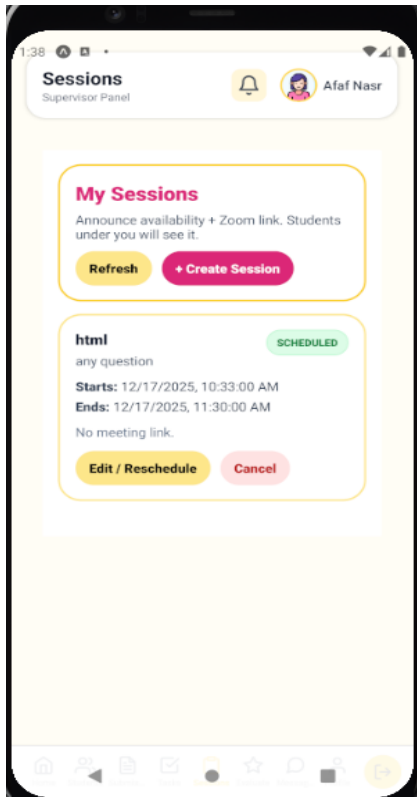 1:38
Sessions
Supervisor Panel
Afaf Nasr
My Sessions
Announce availability + Zoom link. Students
under you will see it.
Refresh
+ Create Session
html
SCHEDULED
any question
Starts: 12/17/2025, 10:33:00 AM
Ends: 12/17/2025, 11:30:00 AM
No meeting link.
Edit / Reschedule
Cancel